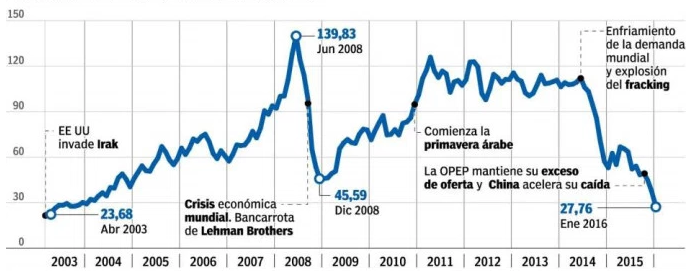 150
120
90
60
30
0
EE UU
invade Irak
23,68
Abr 2003
139,83
Jun 2008
Crisis económica
mundial. Bancarrota
de Lehman Brothers
45,59
Dic 2008
Comienza la
primavera árabe
Enfriamiento
de la demanda
mundial
y explosión
del fracking
La OPEP mantiene su exceso
de oferta y China acelera su caída
27,76
Ene 2016
2003 2004 2005 2006 2007 2008 2009 2010 2011 2012 2013 2014 2015